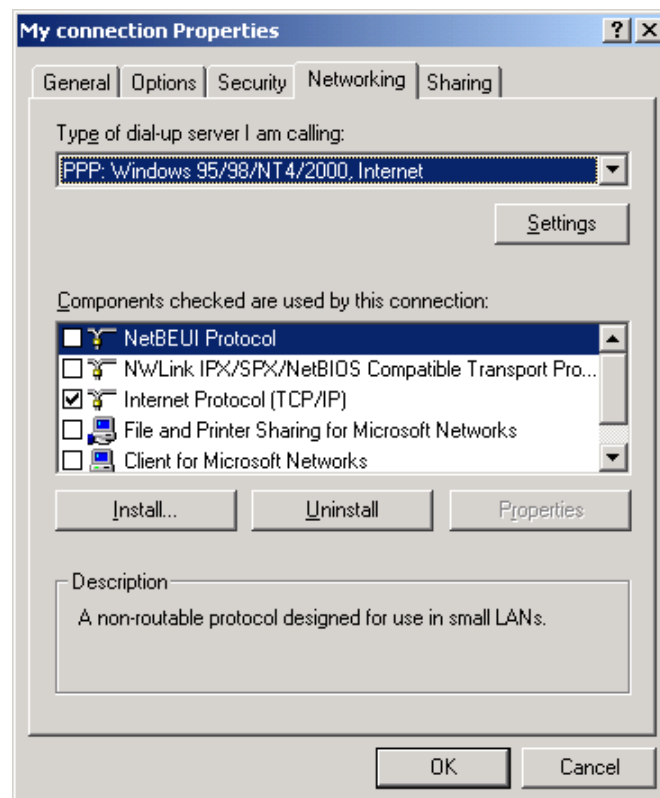 My connection Properties
General Options Security Networking Sharing
Type of dial-up server I am calling:
PPP: Windows 95/98/NT4/2000, Internet
Settings
Components checked are used by this connection:
NetBEUI Protocol
NWLink IPX/SPX/NetBIOS Compatible Transport Pro...
Internet Protocol (TCP/IP)
File and Printer Sharing for Microsoft Networks
Client for Microsoft Networks
Install... Uninstall Properties
Description
A non-routable protocol designed for use in small LANs.
OK Cancel